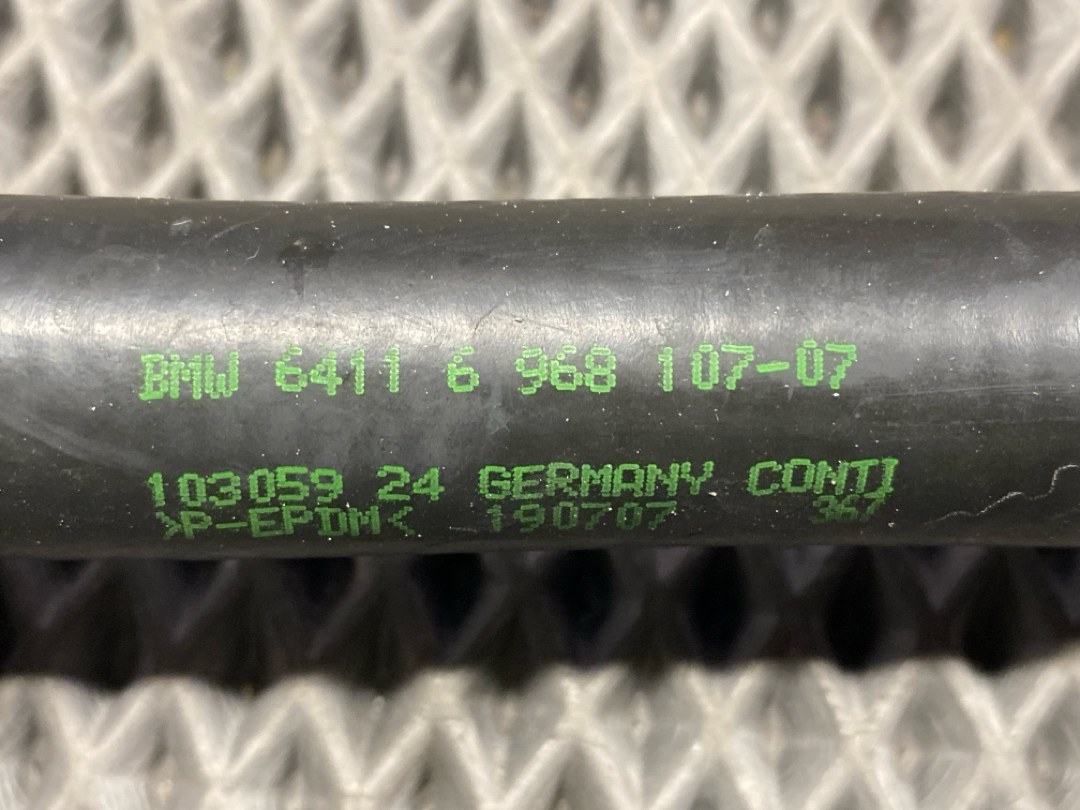 BMW 6411 6 968 107-07
103059 24 GERMANY CONTI
>P-EPDM< 190707 367